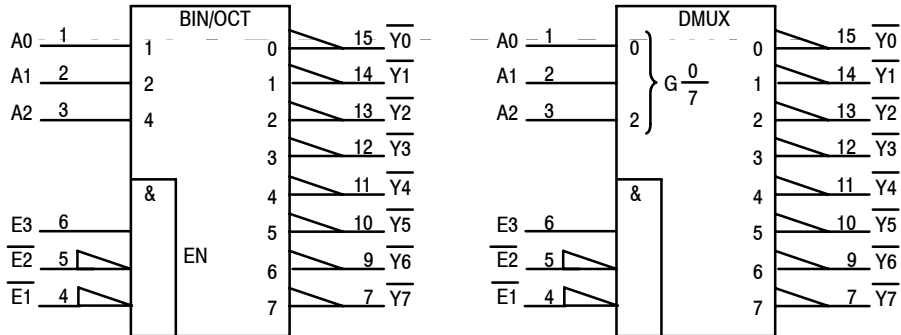 BIN/OCT
A0 1 1 0 15 Y0
A1 2 2 1 14 Y1
A2 3 4 2 13 Y2
3 12 Y3
& 4 11 Y4
E3 6 5 10 Y5
E2 5 EN 6 9 Y6
E1 4 7 7 Y7
DMUX
A0 1 0 0 15 Y0
A1 2 G 0/7 1 14 Y1
A2 3 2 2 13 Y2
3 12 Y3
& 4 11 Y4
E3 6 5 10 Y5
E2 5 6 9 Y6
E1 4 7 7 Y7